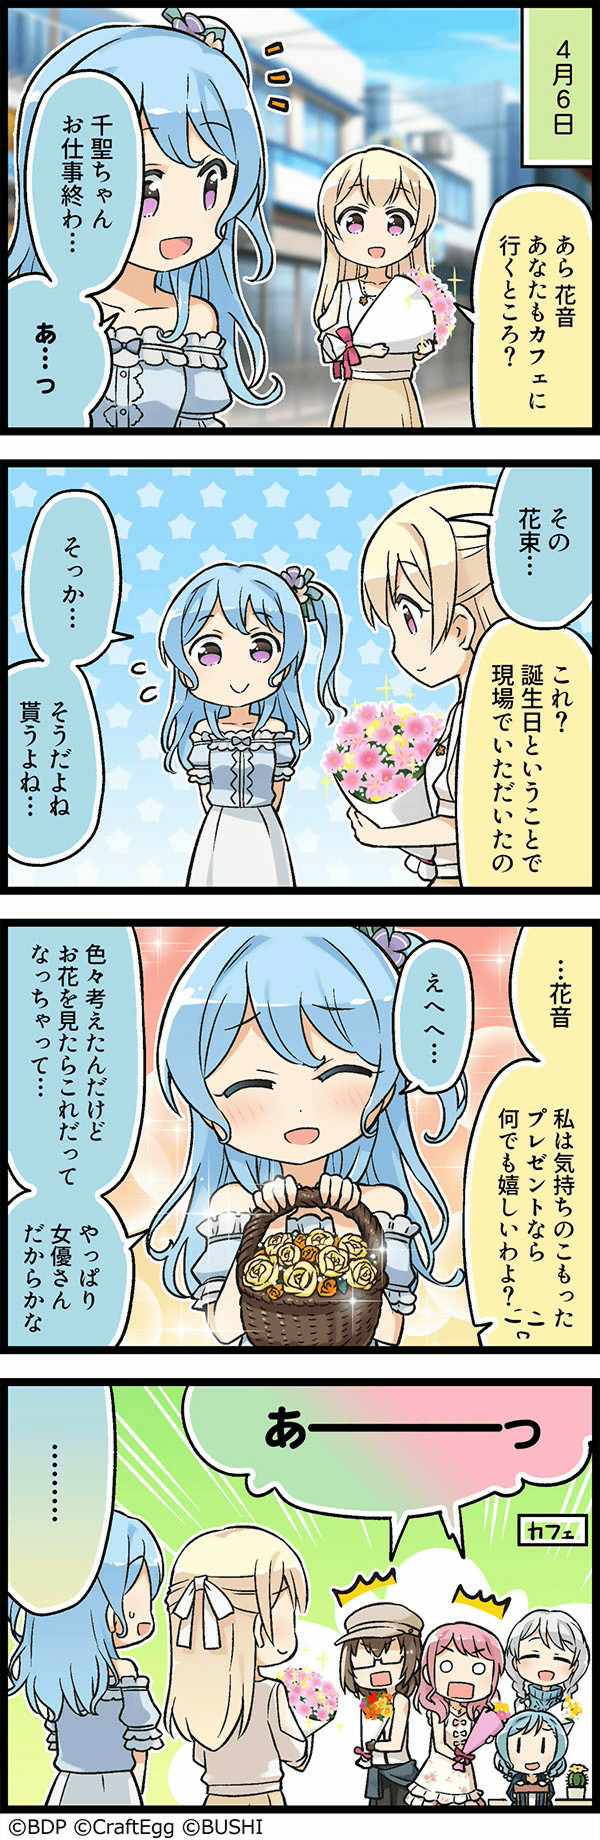 4月6日
あら 花音
あなたもカフェに
行くところ？
千聖ちゃん
お仕事終わ…
あ…っ
その
花束…
これ？
誕生日ということで
現場でいただいたの
そっか…
そうだよね
貰うよね…
…花音
私は気持ちのこもった
プレゼントなら
何でも嬉しいわよ？
えへへ…
色々考えたんだけど
お花を見たらこれだって
なっちゃって…
やっぱり
女優さん
だからかな
あーーっ
カフェ
………
©BDP ©CraftEgg ©BUSHI